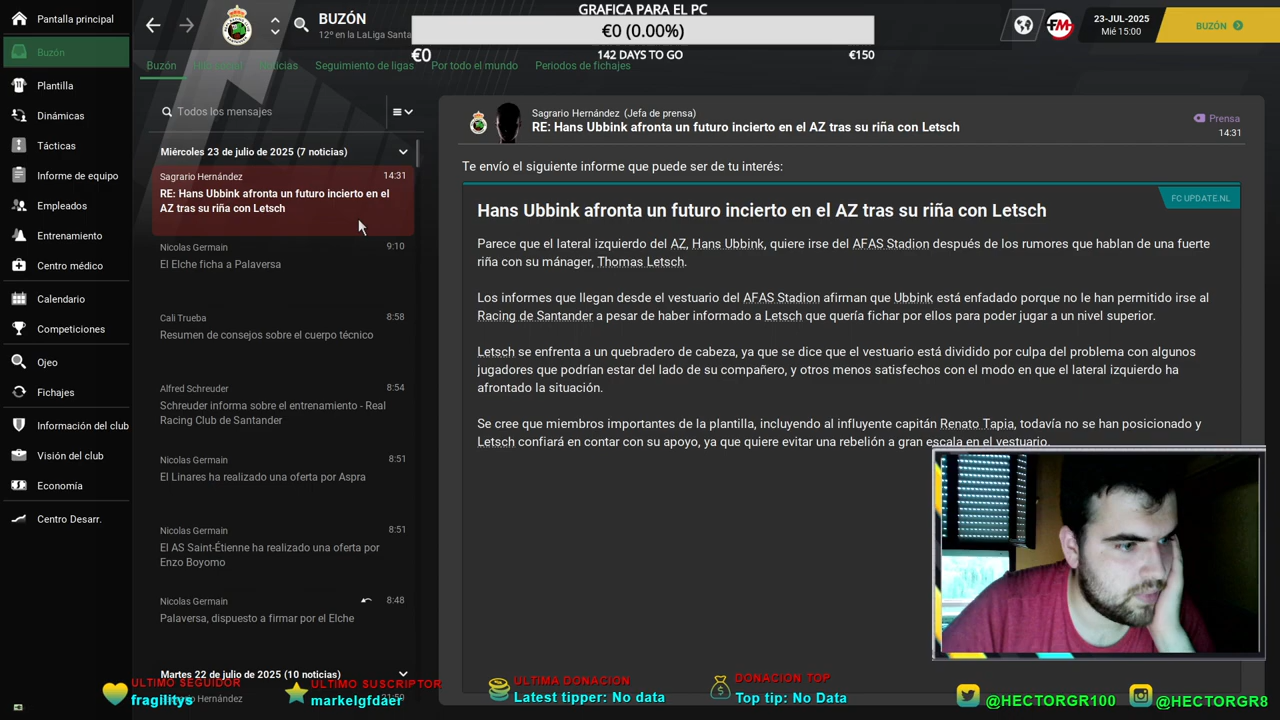 Pantalla principal
Buzón
Plantilla
Dinámicas
Tácticas
Informe de equipo
Empleados
Entrenamiento
Centro médico
Calendario
Competiciones
Ojeo
Fichajes
Información del club
Visión del club
Economía
Centro Desarr.
BUZÓN
12º en la LaLiga Santa
GRAFICA PARA EL PC
€0 (0.00%)
€0
142 DAYS TO GO
€150
23-JUL-2025
Mié 15:00
BUZÓN
FM
Buzón
Noticias
Seguimiento de ligas
Por todo el mundo
Periodos de fichajes
Todos los mensajes
Miércoles 23 de julio de 2025 (7 noticias)
Sagrario Hernández 14:31
RE: Hans Ubbink afronta un futuro incierto en el
AZ tras su riña con Letsch
Nicolas Germain 9:10
El Elche ficha a Palaversa
Cali Trueba 8:58
Resumen de consejos sobre el cuerpo técnico
Alfred Schreuder 8:54
Schreuder informa sobre el entrenamiento - Real
Racing Club de Santander
Nicolas Germain 8:51
El Linares ha realizado una oferta por Aspra
Nicolas Germain 8:51
El AS Saint-Étienne ha realizado una oferta por
Enzo Boyomo
Nicolas Germain 8:48
Palaversa, dispuesto a firmar por el Elche
Martes 22 de julio de 2025 (10 noticias)
Sagrario Hernández (Jefa de prensa)
RE: Hans Ubbink afronta un futuro incierto en el AZ tras su riña con Letsch
Prensa
14:31
Te envío el siguiente informe que puede ser de tu interés:
FC UPDATE.NL
Hans Ubbink afronta un futuro incierto en el AZ tras su riña con Letsch
Parece que el lateral izquierdo del AZ, Hans Ubbink, quiere irse del AFAS Stadion después de los rumores que hablan de una fuerte
riña con su mánager, Thomas Letsch.
Los informes que llegan desde el vestuario del AFAS Stadion afirman que Ubbink está enfadado porque no le han permitido irse al
Racing de Santander a pesar de haber informado a Letsch que quería fichar por ellos para poder jugar a un nivel superior.
Letsch se enfrenta a un quebradero de cabeza, ya que se dice que el vestuario está dividido por culpa del problema con algunos
jugadores que podrían estar del lado de su compañero, y otros menos satisfechos con el modo en que el lateral izquierdo ha
afrontado la situación.
Se cree que miembros importantes de la plantilla, incluyendo al influyente capitán Renato Tapia, todavía no se han posicionado y
Letsch confiará en contar con su apoyo, ya que quiere evitar una rebelión a gran escala en el vestuario.
ULTIMO SEGUIDOR
fragilitys
ULTIMO SUSCRIPTOR
markelgfdaer
ULTIMA DONACION
Latest tipper: No data
DONACION TOP
Top tip: No Data
@HECTORGR100
@HECTORGR8